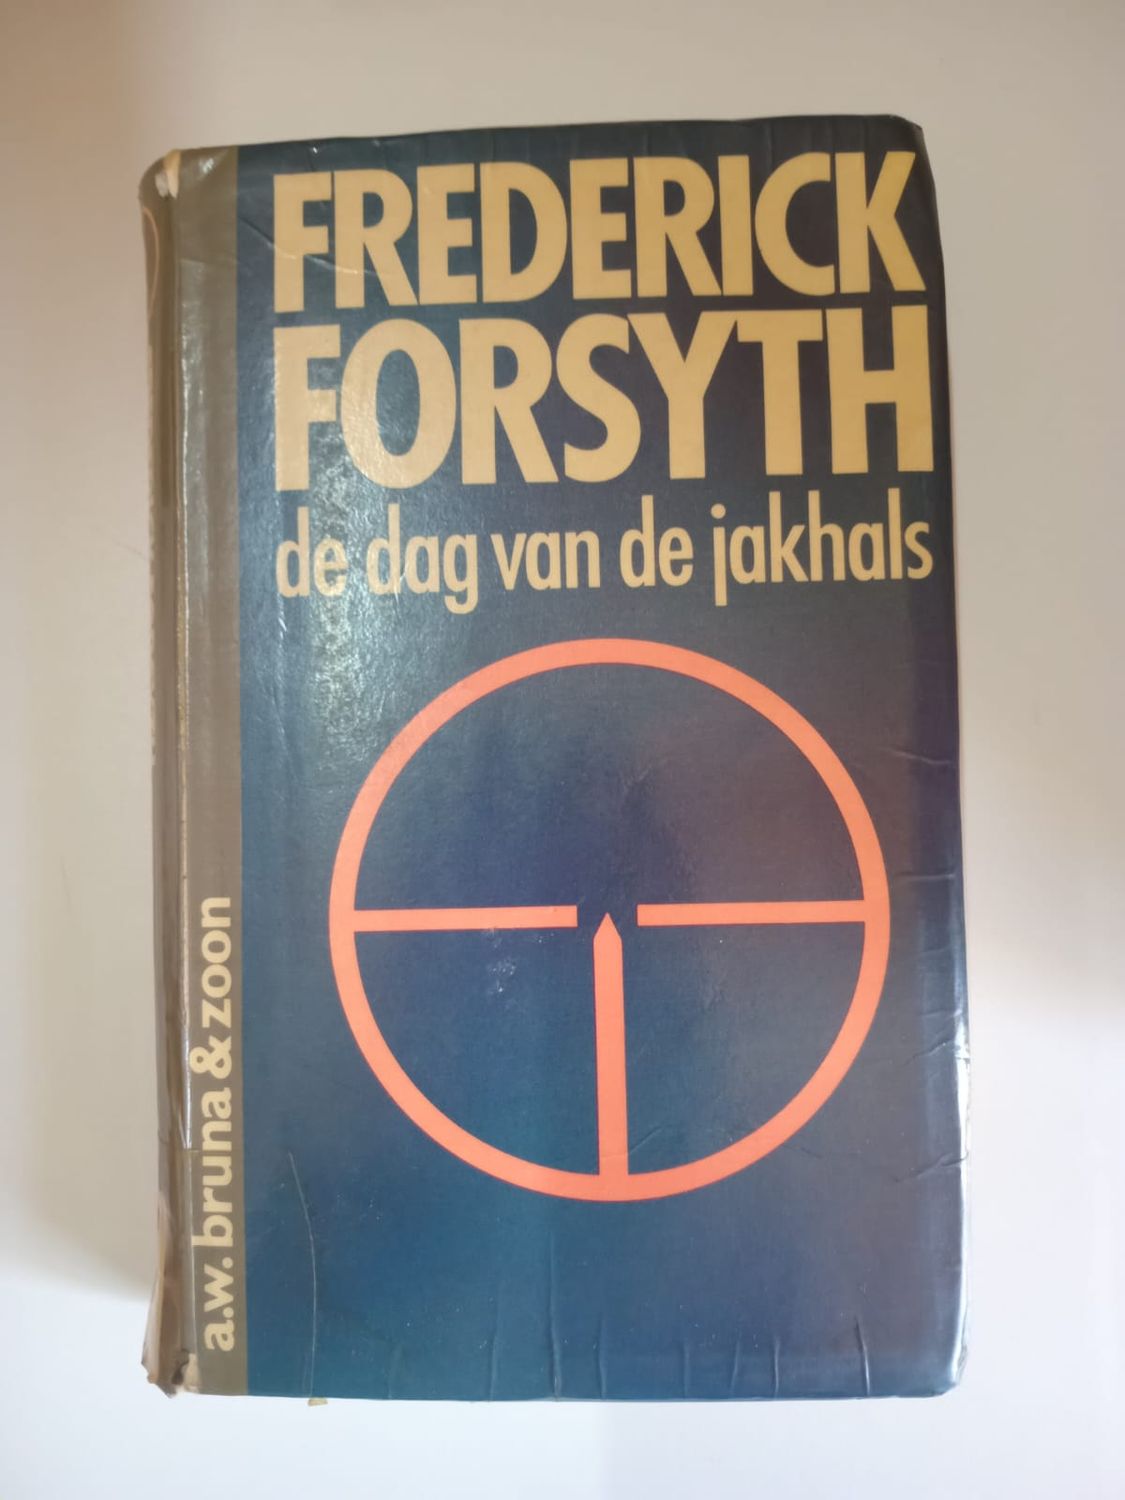 FREDERICK
FORSYTH
de dag van de jakhals
a.w. bruna & zoon